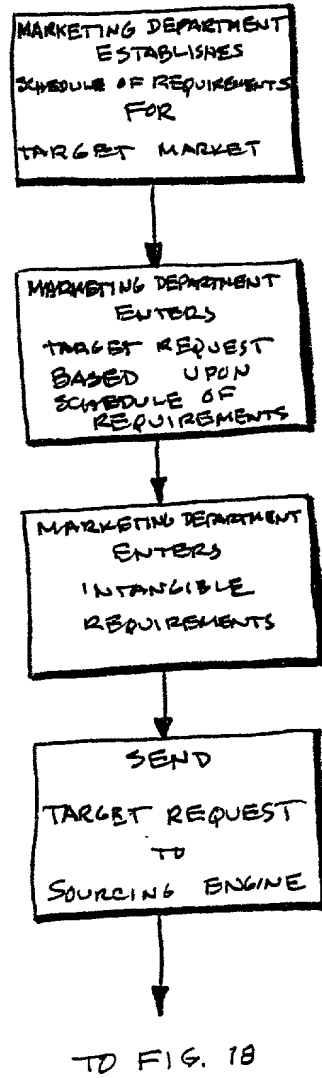 MARKETING DEPARTMENT
ESTABLISHES
SCHEDULE OF REQUIREMENTS
FOR
TARGET MARKET
MARKETING DEPARTMENT
ENTERS
TARGET REQUEST
BASED UPON
SCHEDULE OF
REQUIREMENTS
MARKETING DEPARTMENT
ENTERS
INTANGIBLE
REQUIREMENTS
SEND
TARGET REQUEST
TO
SOURCING ENGINE
TO FIG. 18